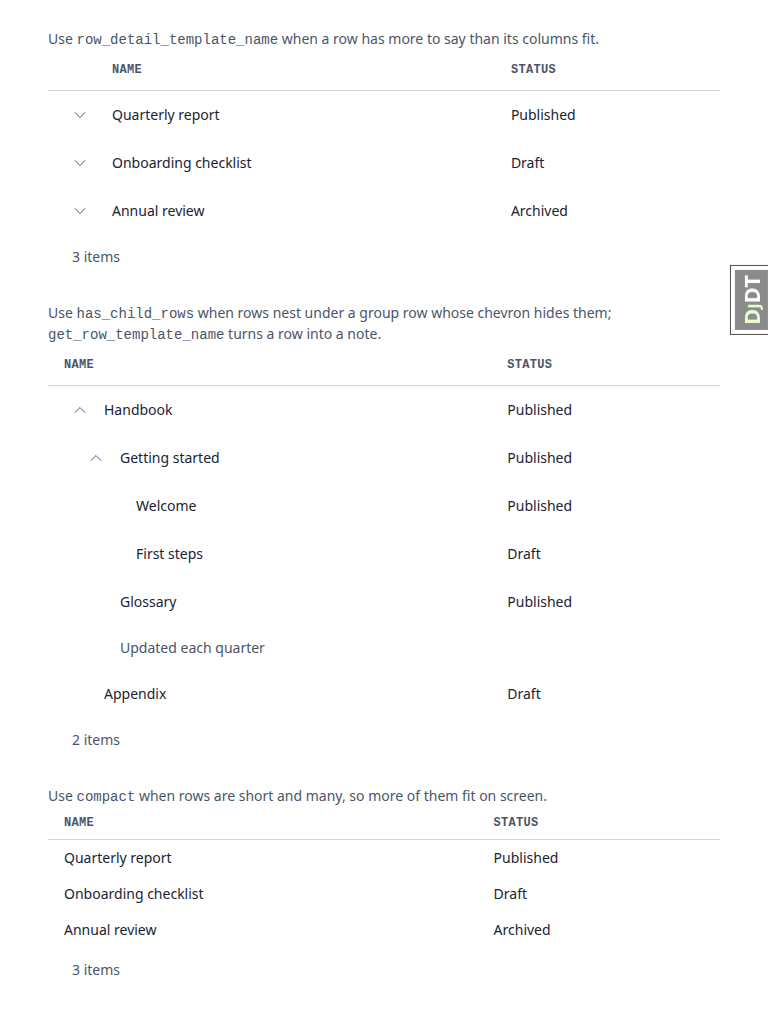 Use row_detail_template_name when a row has more to say than its columns fit.
NAME STATUS
Quarterly report Published
Onboarding checklist Draft
Annual review Archived
3 items
DjDT
Use has_child_rows when rows nest under a group row whose chevron hides them;
get_row_template_name turns a row into a note.
NAME STATUS
Handbook Published
Getting started Published
Welcome Published
First steps Draft
Glossary Published
Updated each quarter
Appendix Draft
2 items
Use compact when rows are short and many, so more of them fit on screen.
NAME STATUS
Quarterly report Published
Onboarding checklist Draft
Annual review Archived
3 items